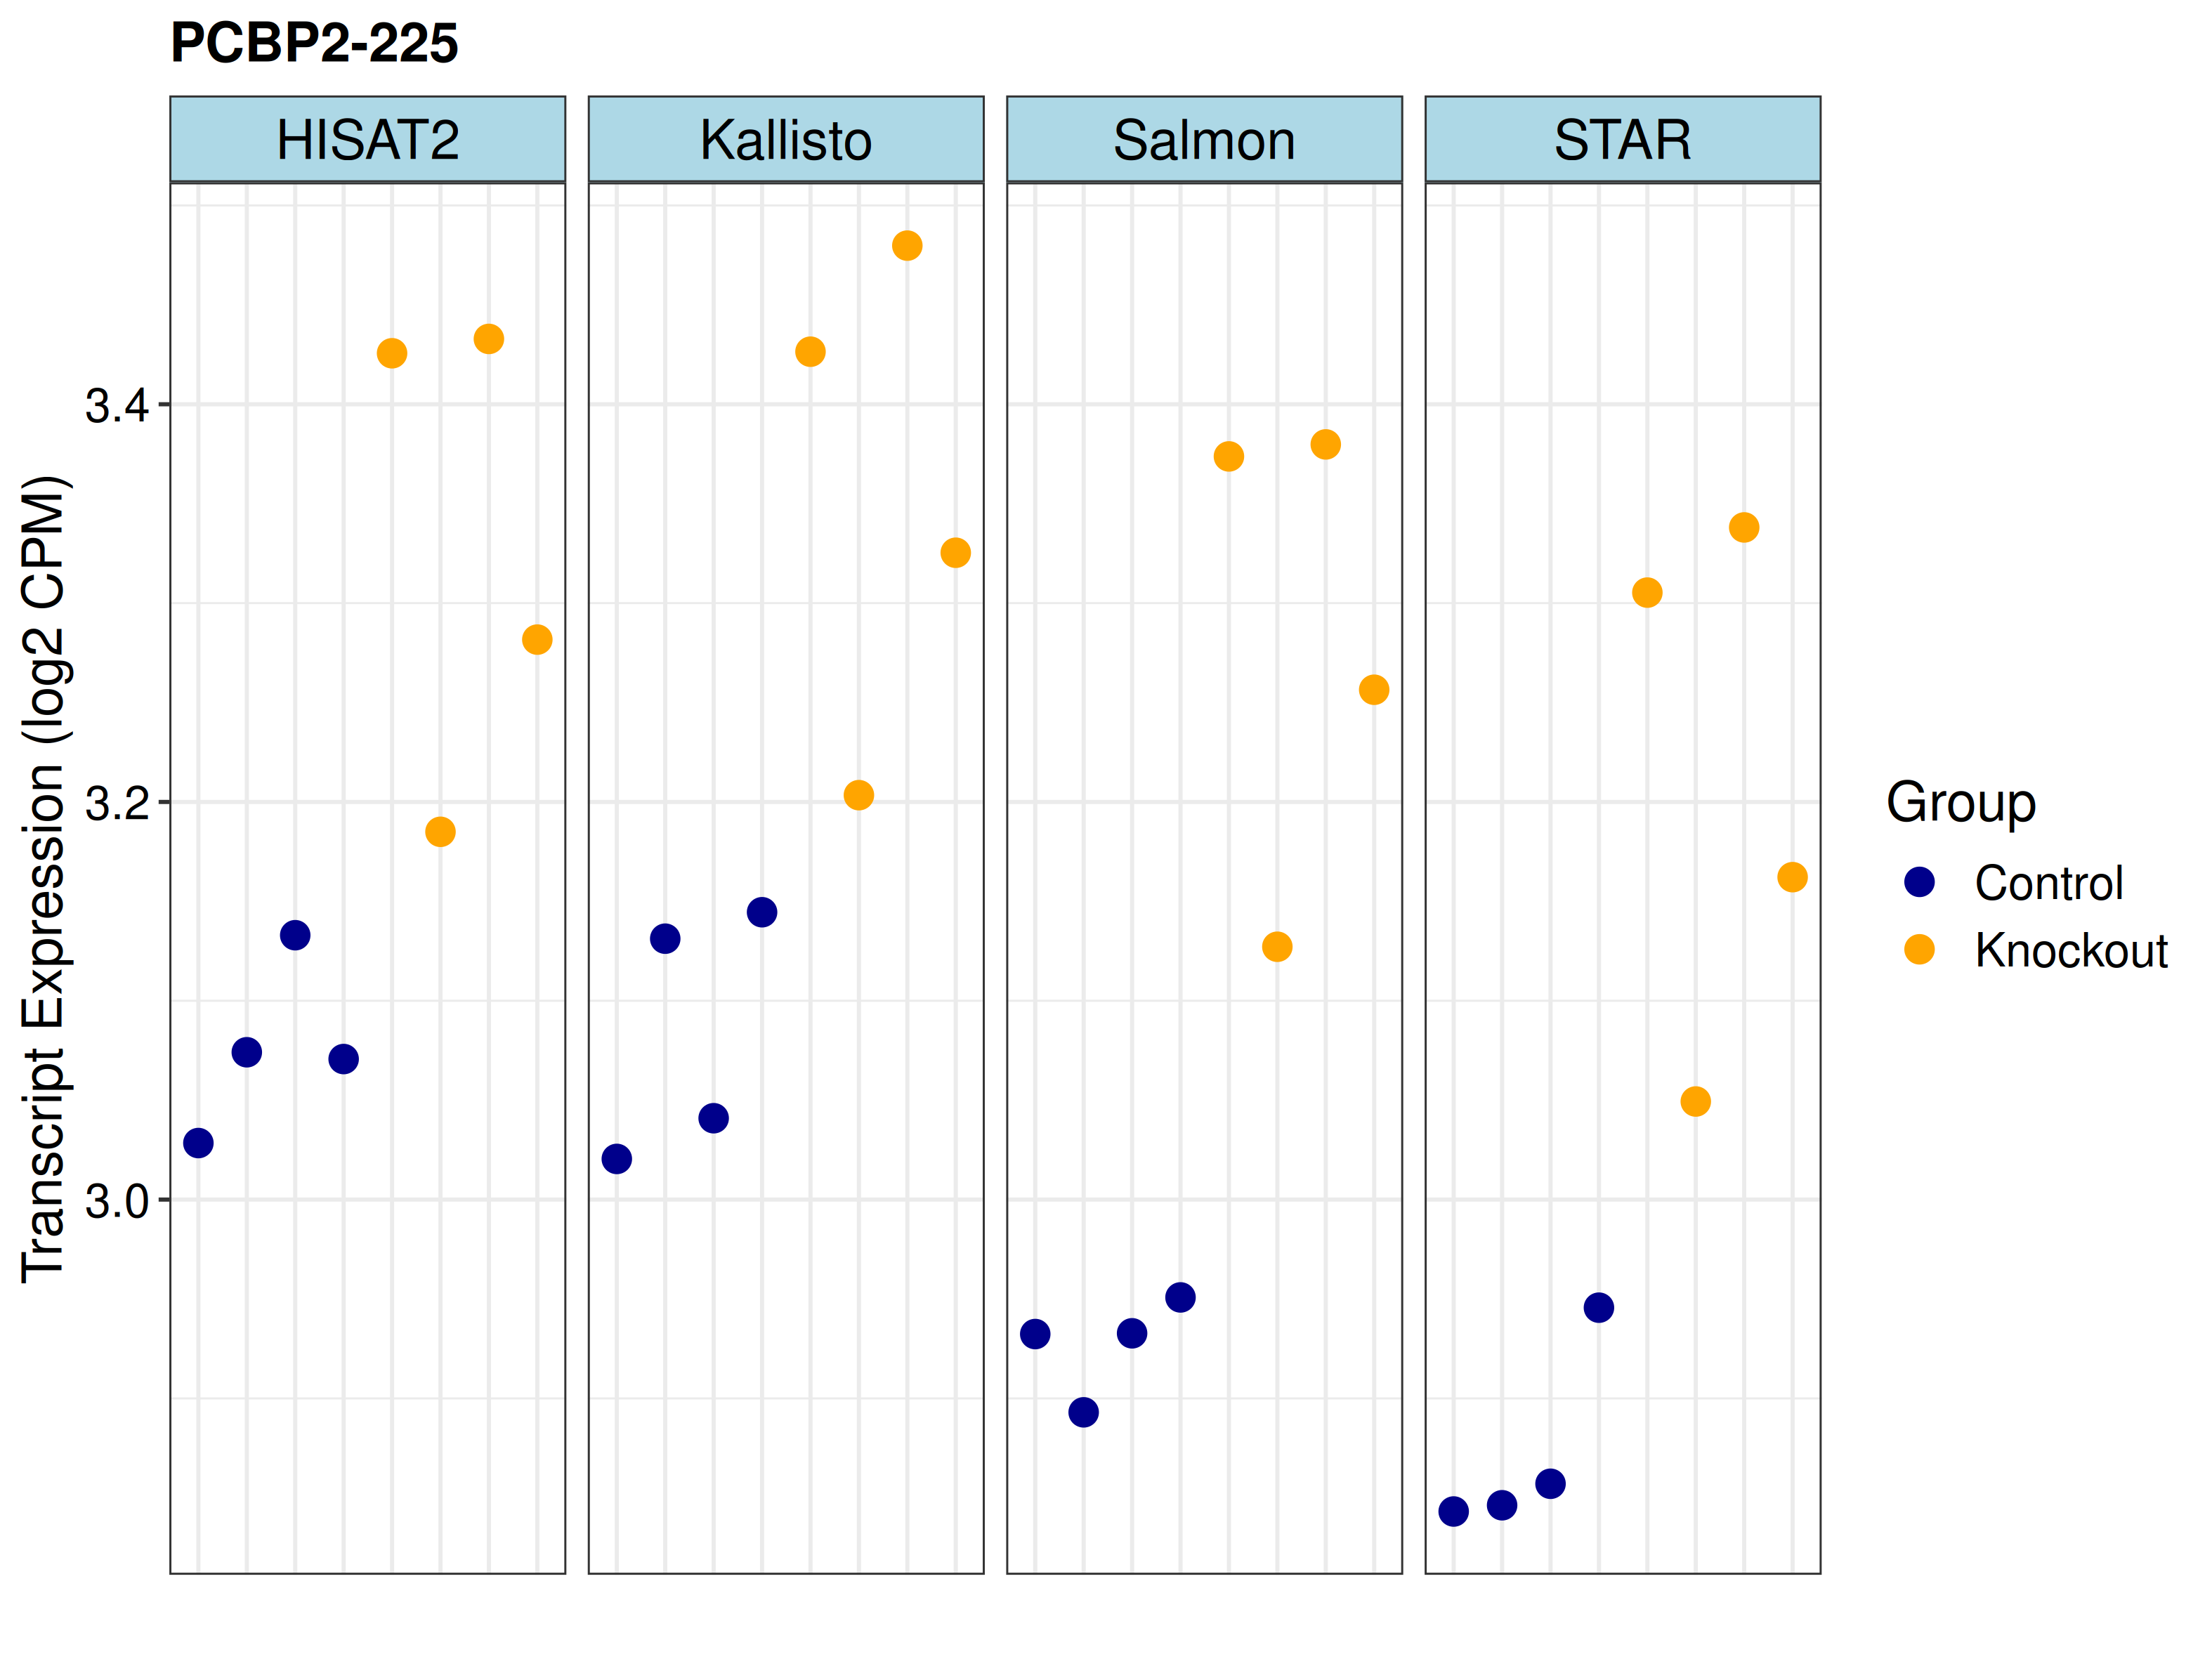 PCBP2-225
HISAT2
Kallisto
Salmon
STAR
Transcript Expression (log2 CPM)
3.4
3.2
3.0
Group
Control
Knockout